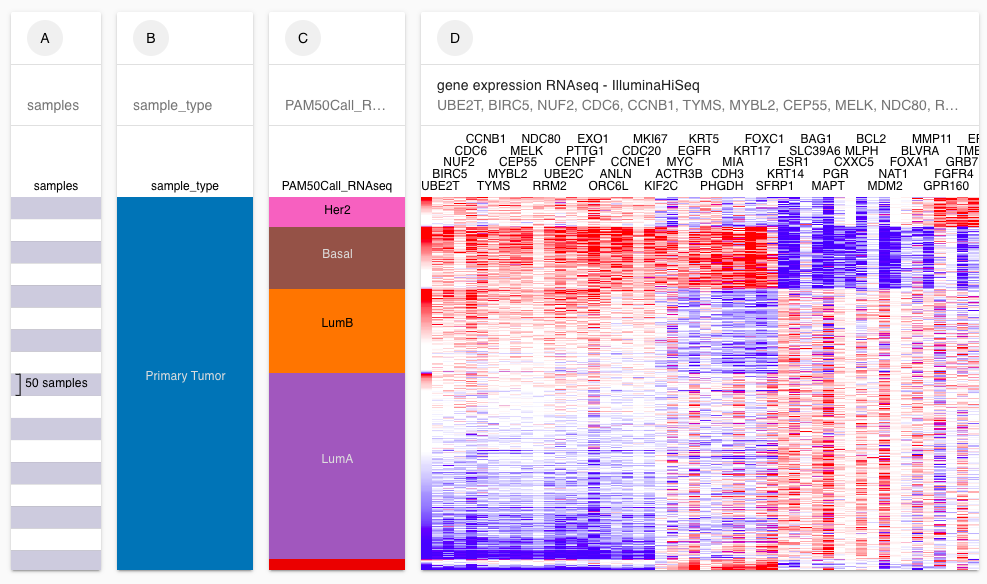 A
B
C
D
samples
sample_type
PAM50Call_R...
gene expression RNAseq - IlluminaHiSeq
UBE2T, BIRC5, NUF2, CDC6, CCNB1, TYMS, MYBL2, CEP55, MELK, NDC80, R...
CCNB1 NDC80 EXO1 MKI67 KRT5 FOXC1 BAG1 BCL2 MMP11 EF
CDC6 MELK PTTG1 CDC20 EGFR KRT17 SLC39A6 MLPH BLVRA TME
NUF2 CEP55 CENPF CCNE1 MYC MIA ESR1 CXXC5 FOXA1 GRB7
BIRC5 MYBL2 UBE2C ANLN ACTR3B CDH3 KRT14 PGR NAT1 FGFR4
UBE2T TYMS RRM2 ORC6L KIF2C PHGDH SFRP1 MAPT MDM2 GPR160
samples
sample_type
PAM50Call_RNAseq
Her2
Basal
LumB
Primary Tumor
50 samples
LumA